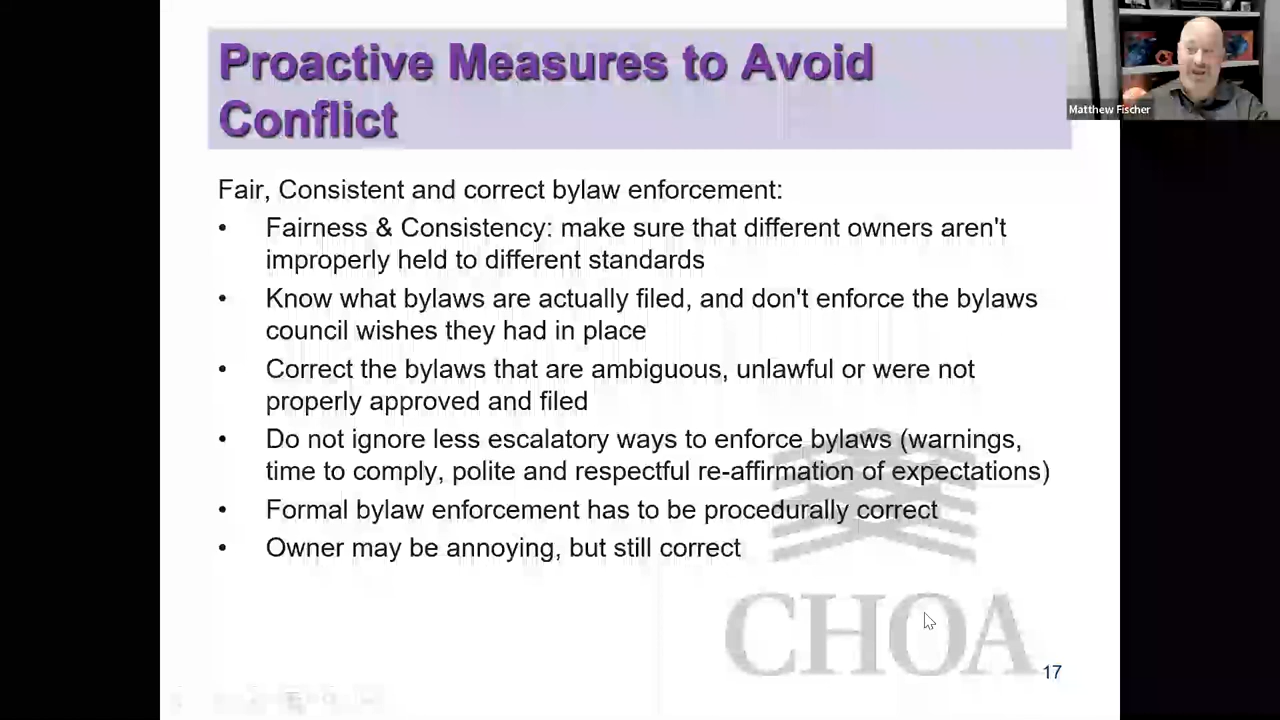 Proactive Measures to Avoid
Conflict
Matthew Fischer
Fair, Consistent and correct bylaw enforcement:
• Fairness & Consistency: make sure that different owners aren't
improperly held to different standards
• Know what bylaws are actually filed, and don't enforce the bylaws
council wishes they had in place
• Correct the bylaws that are ambiguous, unlawful or were not
properly approved and filed
• Do not ignore less escalatory ways to enforce bylaws (warnings,
time to comply, polite and respectful re-affirmation of expectations)
• Formal bylaw enforcement has to be procedurally correct
• Owner may be annoying, but still correct
CHOA
17